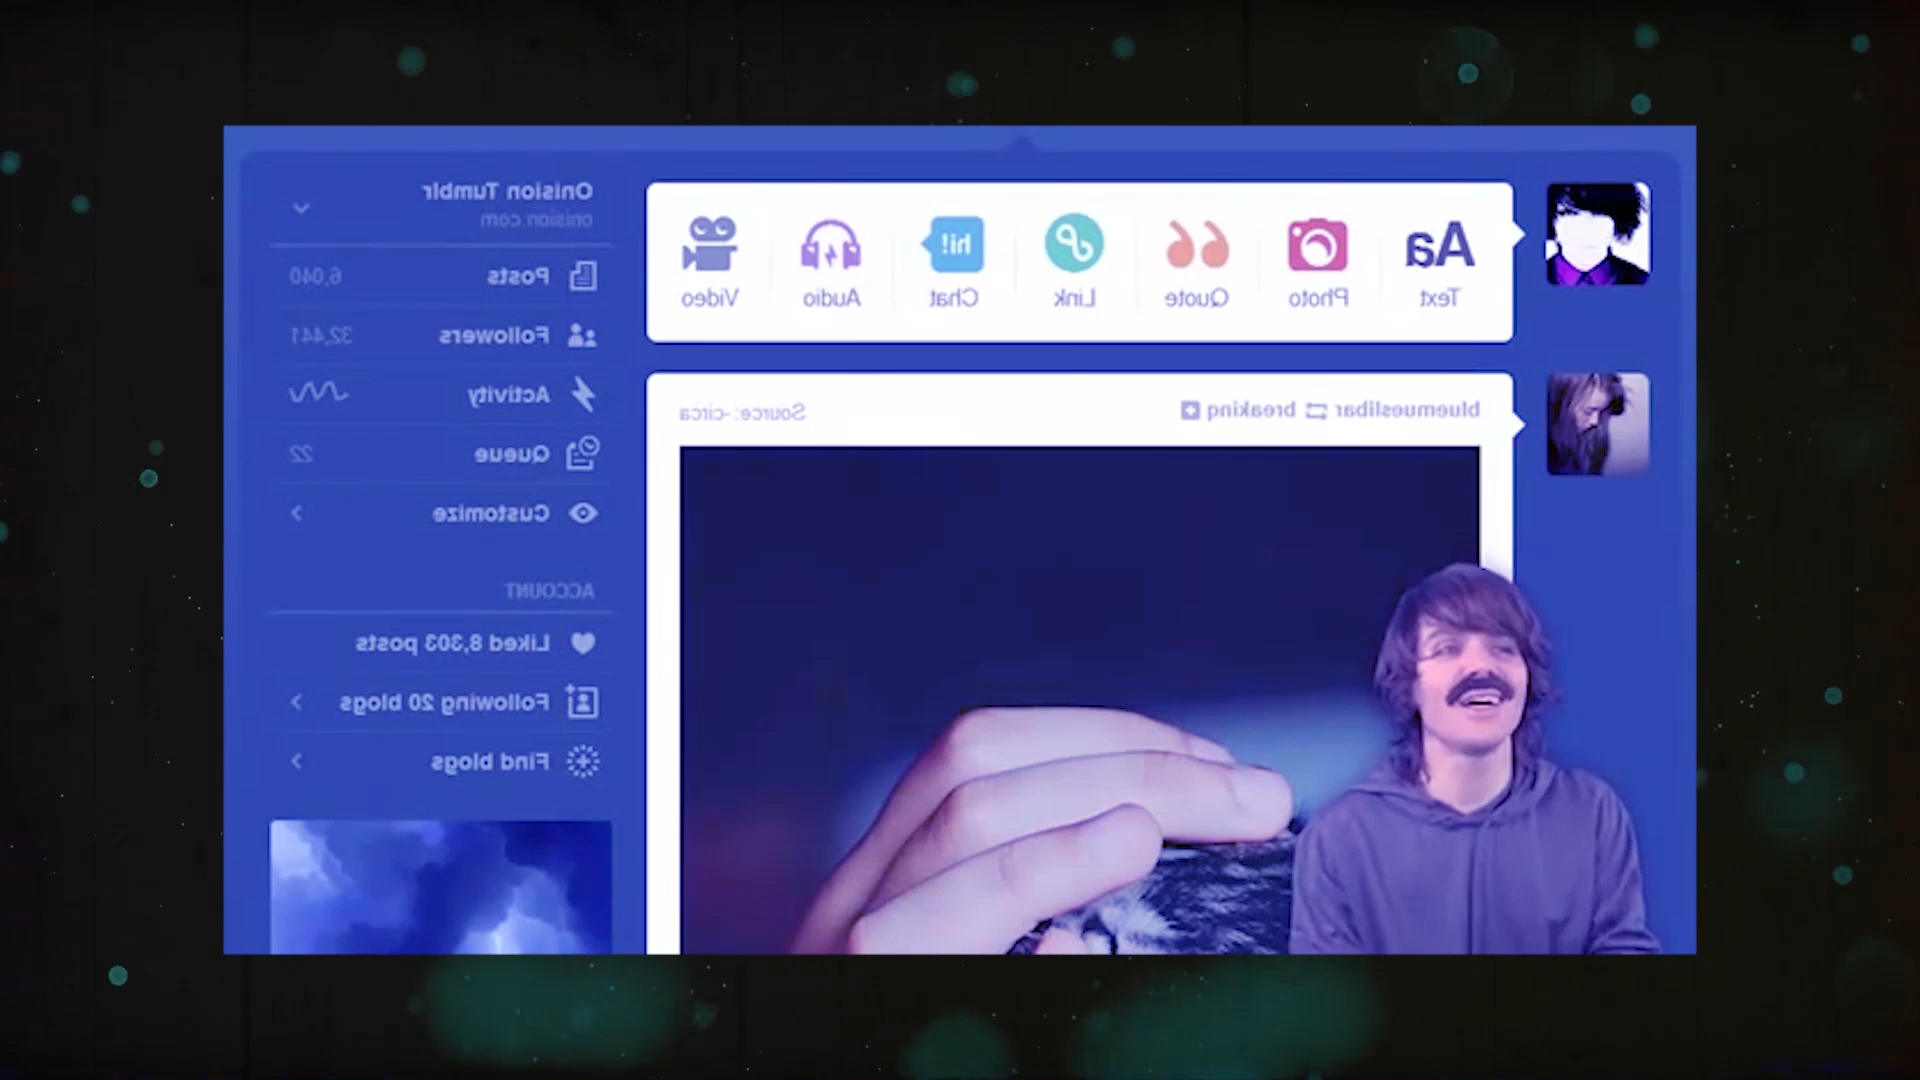 Onision Tumblr
onision.com
Posts 6,040
Followers 32,441
Activity
Queue 22
Customize
ACCOUNT
Liked 8,303 posts
Following 20 blogs
Find blogs
Aa
hi!
Text Photo Quote Link Chat Audio Video
bluemueslibar breaking
Source: -circa